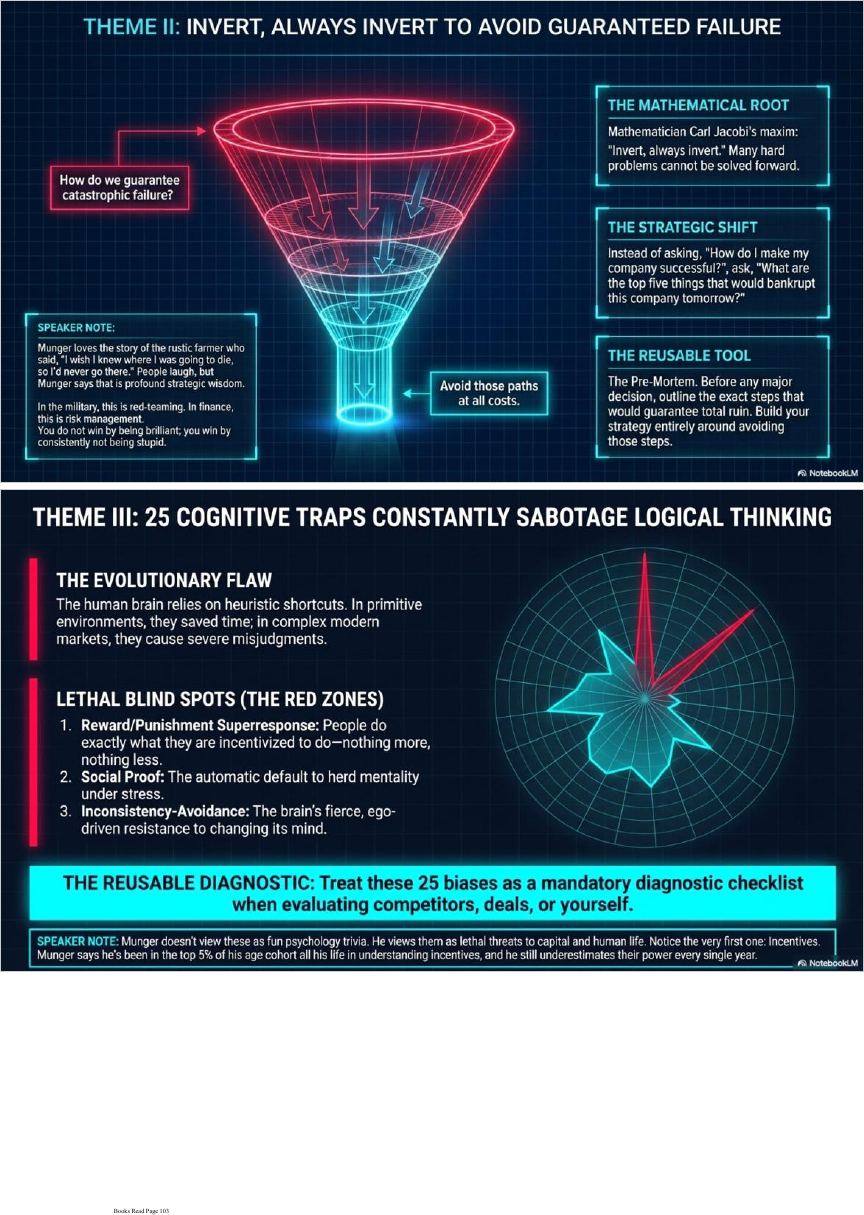 THEME II: INVERT, ALWAYS INVERT TO AVOID GUARANTEED FAILURE
How do we guarantee
catastrophic failure?
SPEAKER NOTE:
Munger loves the story of the rustic farmer who
said, "I wish I knew where I was going to die,
so I'd never go there." People laugh, but
Munger says that is profound strategic wisdom.
In the military, this is red-teaming. In finance,
this is risk management.
You do not win by being brilliant; you win by
consistently not being stupid.
Avoid those paths
at all costs.
THE MATHEMATICAL ROOT
Mathematician Carl Jacobi's maxim:
"Invert, always invert." Many hard
problems cannot be solved forward.
THE STRATEGIC SHIFT
Instead of asking, "How do I make my
company successful?", ask, "What are
the top five things that would bankrupt
this company tomorrow?"
THE REUSABLE TOOL
The Pre-Mortem. Before any major
decision, outline the exact steps that
would guarantee total ruin. Build your
strategy entirely around avoiding
those steps.
NotebookLM
THEME III: 25 COGNITIVE TRAPS CONSTANTLY SABOTAGE LOGICAL THINKING
THE EVOLUTIONARY FLAW
The human brain relies on heuristic shortcuts. In primitive
environments, they saved time; in complex modern
markets, they cause severe misjudgments.
LETHAL BLIND SPOTS (THE RED ZONES)
1. Reward/Punishment Superresponse: People do
exactly what they are incentivized to do—nothing more,
nothing less.
2. Social Proof: The automatic default to herd mentality
under stress.
3. Inconsistency-Avoidance: The brain's fierce, ego-
driven resistance to changing its mind.
THE REUSABLE DIAGNOSTIC: Treat these 25 biases as a mandatory diagnostic checklist
when evaluating competitors, deals, or yourself.
SPEAKER NOTE: Munger doesn't view these as fun psychology trivia. He views them as lethal threats to capital and human life. Notice the very first one: Incentives.
Munger says he's been in the top 5% of his age cohort all his life in understanding incentives, and he still underestimates their power every single year.
NotebookLM
Books Read Page 103